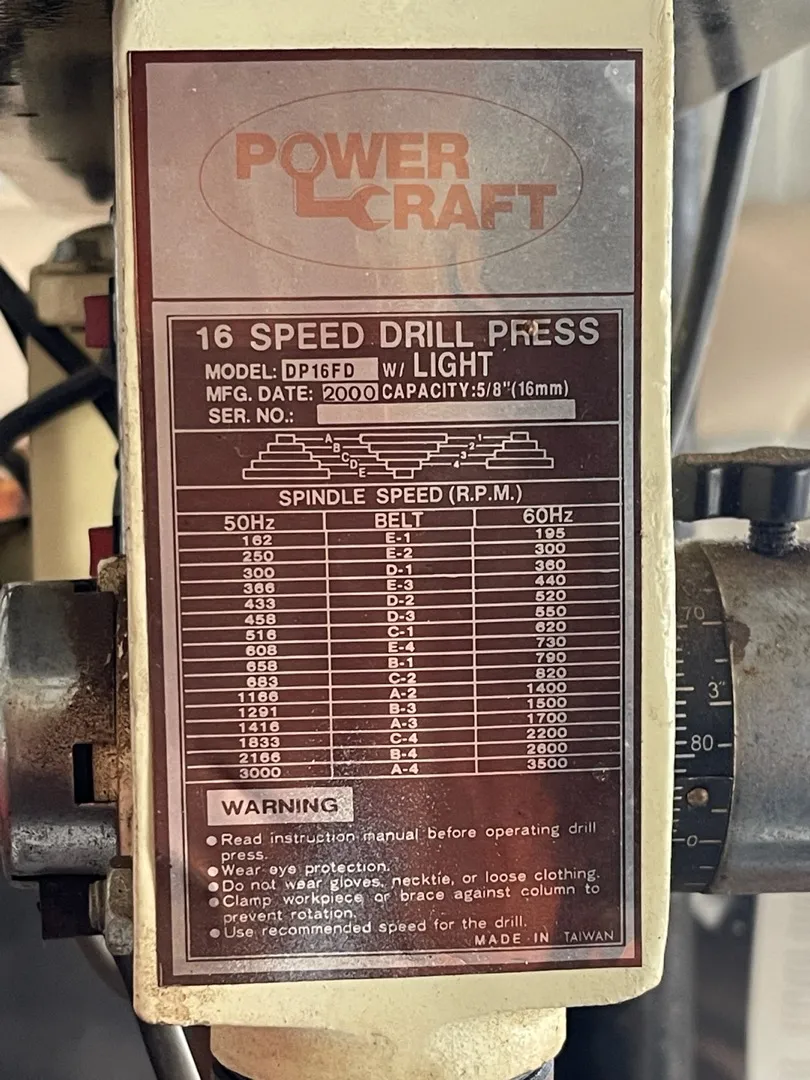 POWER
CRAFT
16 SPEED DRILL PRESS
MODEL: DP16FD W/ LIGHT
MFG. DATE: 2000 CAPACITY:5/8"(16mm)
SER. NO.:
A 1
B 2
C 3
D 4
E
SPINDLE SPEED (R.P.M.)
50Hz BELT 60Hz
162 E-1 195
250 E-2 300
300 D-1 360
366 E-3 440
433 D-2 520
458 D-3 550
516 C-1 620
608 E-4 730
658 B-1 790
683 C-2 820
1166 A-2 1400
1291 B-3 1500
1416 A-3 1700
1833 C-4 2200
2166 B-4 2600
3000 A-4 3500
WARNING
●Read instruction manual before operating drill
press.
●Wear eye protection.
●Do not wear gloves, necktie, or loose clothing.
●Clamp workpiece or brace against column to
prevent rotation.
●Use recommended speed for the drill.
MADE IN TAIWAN
70
3"
80
0